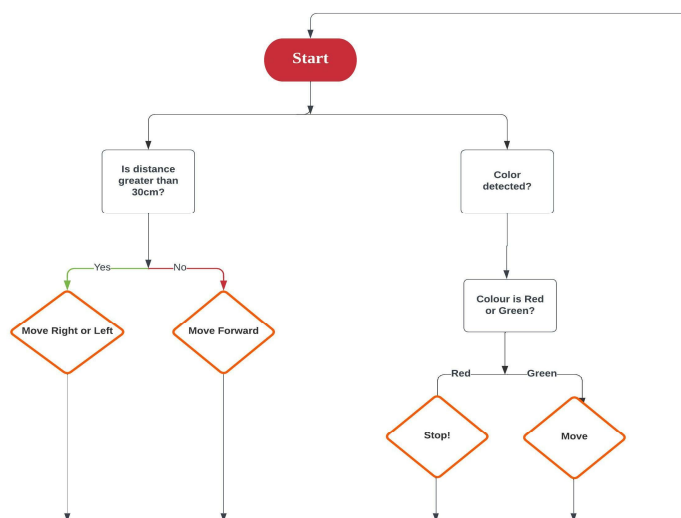 Start
Is distance
greater than
30cm?
Color
detected?
Yes
No
Colour is Red
or Green?
Move Right or Left
Move Forward
Red
Green
Stop!
Move